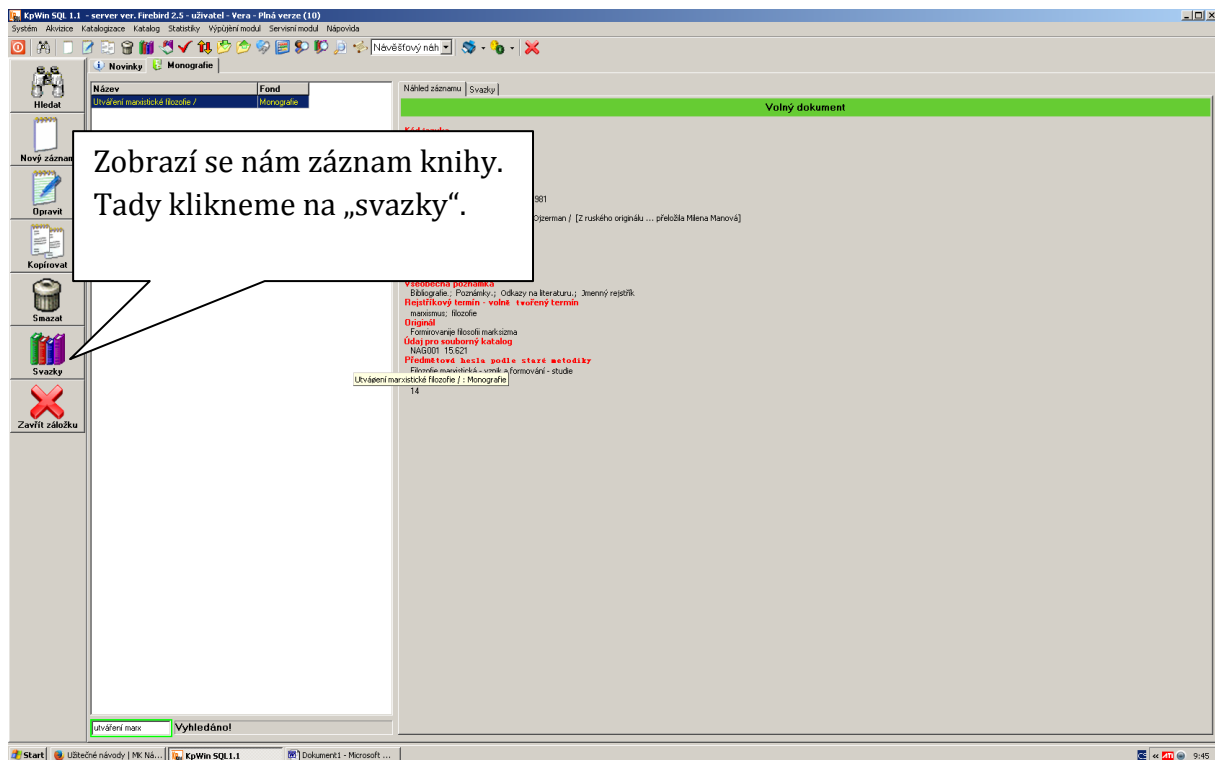 KpWin SQL 1.1 - server ver. Firebird 2.5 - uživatel - Vera - Plná verze (10)
Systém Akvizice Katalogizace Katalog Statistiky Výpůjční modul Servisní modul Nápověda
Návěšťový náh
Novinky Monografie
Název Fond
Utváření marxistické filozofie / Monografie
Hledat
Nový záznam
Opravit
Kopírovat
Smazat
Svazky
Zavřít záložku
Zobrazí se nám záznam knihy.
Tady klikneme na „svazky“.
Náhled záznamu Svazky
Volný dokument
981
Ojzerman / [Z ruského originálu ... přeložila Milena Manová]
Všeobecná poznámka
Bibliografie.; Poznámky.; Odkazy na literaturu.; Jmenný rejstřík
Rejstříkový termín - volně tvořený termín
marxismus; filozofie
Originál
Formirovanije filosofii marksizma
Údaj pro souborný katalog
NAG001 15.621
Předmětová hesla podle staré metodiky
Filozofie marxistická - vznik a formování - studie
14
Utváøení marxistické filozofie / : Monografie
utváření marx Vyhledáno!
Start Užitečné návody | MK Ná... KpWin SQL1.1 Dokument1 - Microsoft ... « ATI 9:45